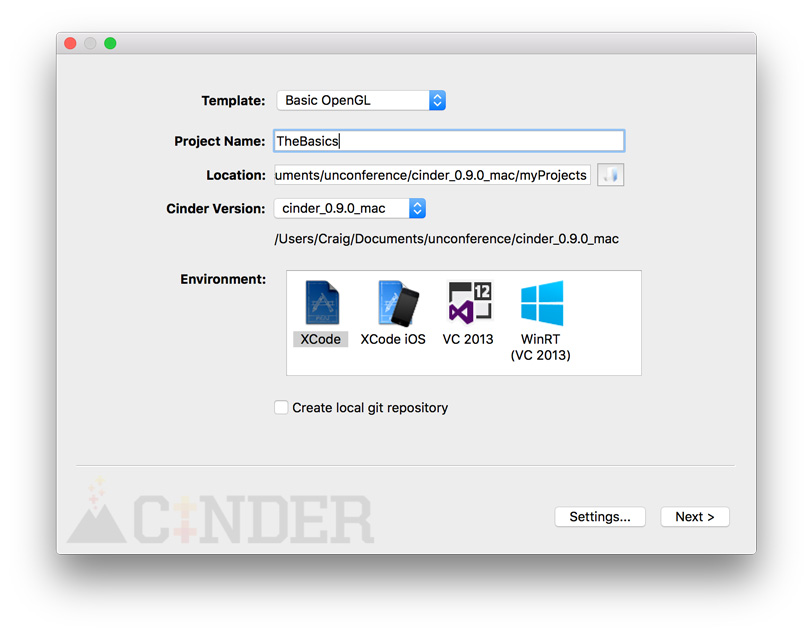 Template: Basic OpenGL
Project Name: TheBasics
Location: uments/unconference/cinder_0.9.0_mac/myProjects
Cinder Version: cinder_0.9.0_mac
/Users/Craig/Documents/unconference/cinder_0.9.0_mac
Environment:
12
XCode XCode iOS VC 2013 WinRT
(VC 2013)
Create local git repository
CINDER
Settings... Next >